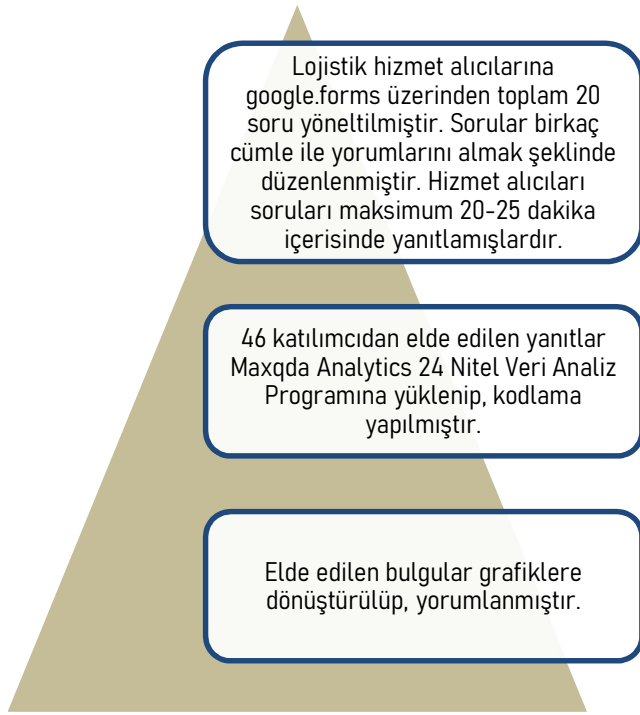 Lojistik hizmet alıcılarına
google.forms üzerinden toplam 20
soru yöneltilmiştir. Sorular birkaç
cümle ile yorumlarını almak şeklinde
düzenlenmiştir. Hizmet alıcıları
soruları maksimum 20-25 dakika
içerisinde yanıtlamışlardır.
46 katılımcıdan elde edilen yanıtlar
Maxqda Analytics 24 Nitel Veri Analiz
Programına yüklenip, kodlama
yapılmıştır.
Elde edilen bulgular grafiklere
dönüştürülüp, yorumlanmıştır.